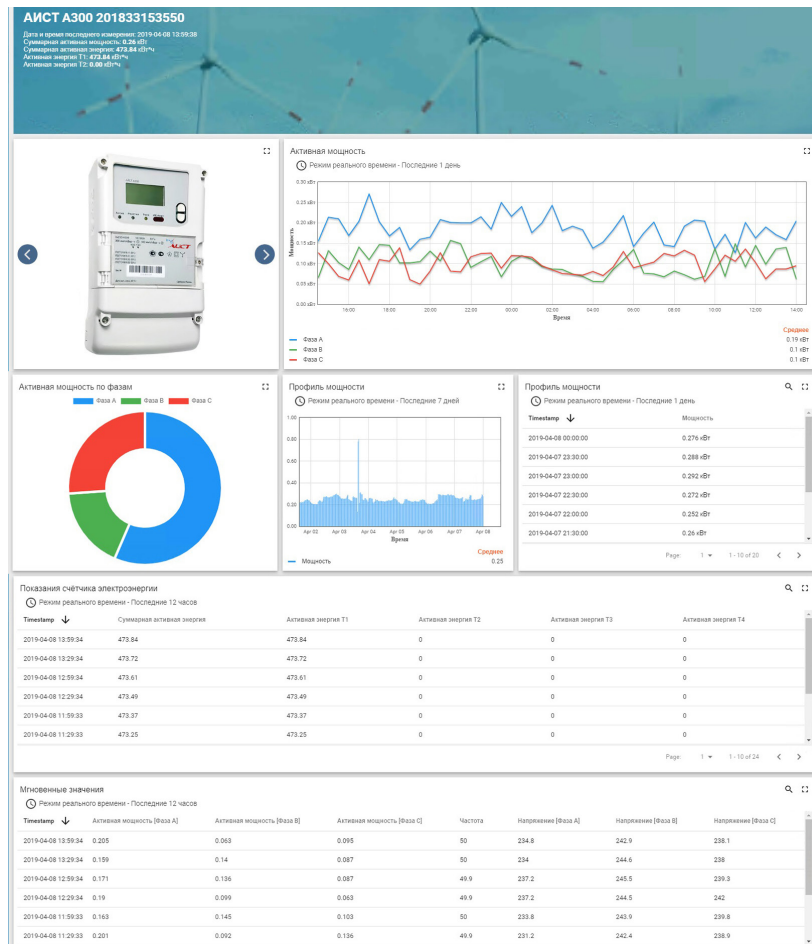 АИСТ А300 201833153550
Дата и время последнего измерения: 2019-04-08 13:59:38
Суммарная активная мощность: 0.26 кВт
Суммарная активная энергия: 473.84 кВт*ч
Активная энергия Т1: 473.84 кВт*ч
Активная энергия Т2: 0.00 кВт*ч
АИСТ
Активная мощность
Режим реального времени - Последние 1 день
0.30 кВт
0.25 кВт
0.20 кВт
0.15 кВт
0.10 кВт
0.05 кВт
0.00 кВт
Мощность
16:00 18:00 20:00 22:00 00:00 02:00 04:00 06:00 08:00 10:00 12:00 14:00
Время
Среднее
Фаза A 0.19 кВт
Фаза B 0.1 кВт
Фаза C 0.1 кВт
Активная мощность по фазам
Фаза A Фаза B Фаза C
Профиль мощности
Режим реального времени - Последние 7 дней
1.00
0.80
0.60
0.40
0.20
0.00
Apr 02 Apr 03 Apr 04 Apr 05 Apr 06 Apr 07 Apr 08
Время
Среднее
Мощность 0.25
Профиль мощности
Режим реального времени - Последние 1 день
Timestamp Мощность
2019-04-08 00:00:00 0.276 кВт
2019-04-07 23:30:00 0.288 кВт
2019-04-07 23:00:00 0.292 кВт
2019-04-07 22:30:00 0.272 кВт
2019-04-07 22:00:00 0.252 кВт
2019-04-07 21:30:00 0.26 кВт
Page: 1 1 - 10 of 20
Показания счётчика электроэнергии
Режим реального времени - Последние 12 часов
Timestamp Суммарная активная энергия Активная энергия Т1 Активная энергия Т2 Активная энергия Т3 Активная энергия Т4
2019-04-08 13:59:34 473.84 473.84 0 0 0
2019-04-08 13:29:34 473.72 473.72 0 0 0
2019-04-08 12:59:34 473.61 473.61 0 0 0
2019-04-08 12:29:34 473.49 473.49 0 0 0
2019-04-08 11:59:33 473.37 473.37 0 0 0
2019-04-08 11:29:33 473.25 473.25 0 0 0
Page: 1 1 - 10 of 24
Мгновенные значения
Режим реального времени - Последние 12 часов
Timestamp Активная мощность [Фаза A] Активная мощность [Фаза B] Активная мощность [Фаза C] Частота Напряжение [Фаза A] Напряжение [Фаза B] Напряжение [Фаза C]
2019-04-08 13:59:34 0.205 0.063 0.095 50 234.8 242.9 238.1
2019-04-08 13:29:34 0.159 0.14 0.087 50 234 244.6 238
2019-04-08 12:59:34 0.171 0.136 0.087 49.9 237.2 245.5 239.3
2019-04-08 12:29:34 0.19 0.099 0.063 49.9 237.2 244.5 242
2019-04-08 11:59:33 0.163 0.145 0.103 50 233.8 243.9 239.8
2019-04-08 11:29:33 0.201 0.092 0.136 49.9 231.2 242.4 238.9